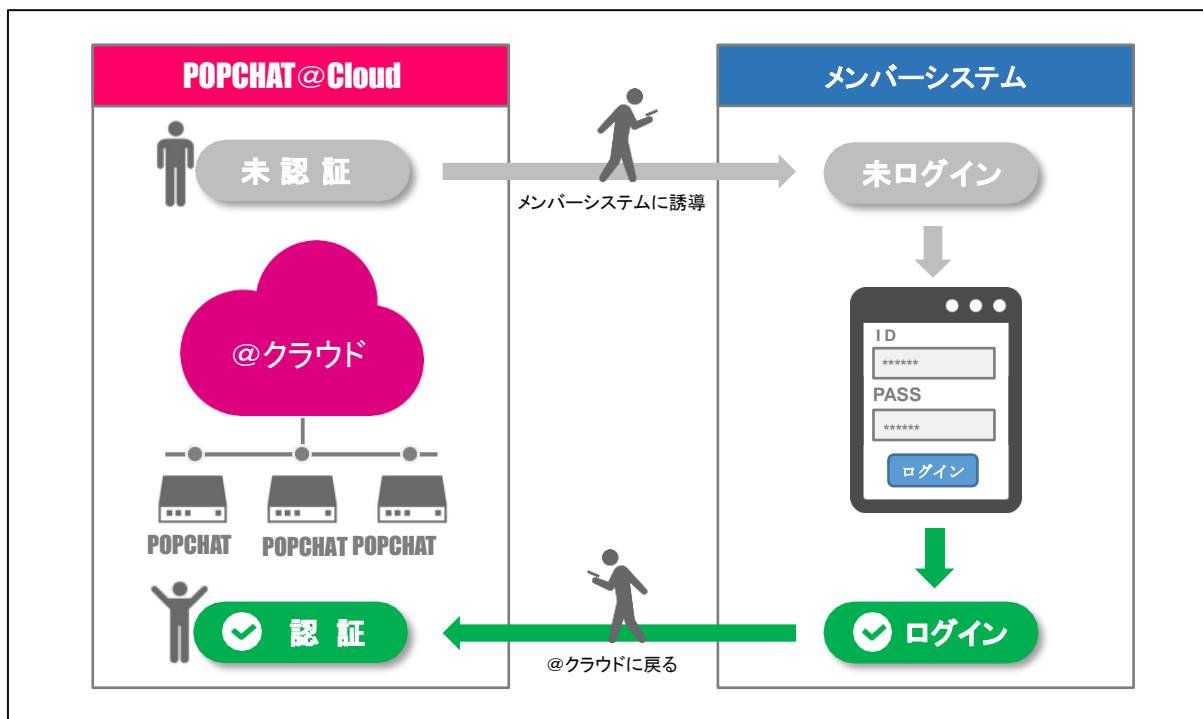 POPCHAT@Cloud
メンバーシステム
未認証
メンバーシステムに誘導
未ログイン
@クラウド
ID
******
PASS
******
ログイン
POPCHAT POPCHAT POPCHAT
認証
@クラウドに戻る
ログイン